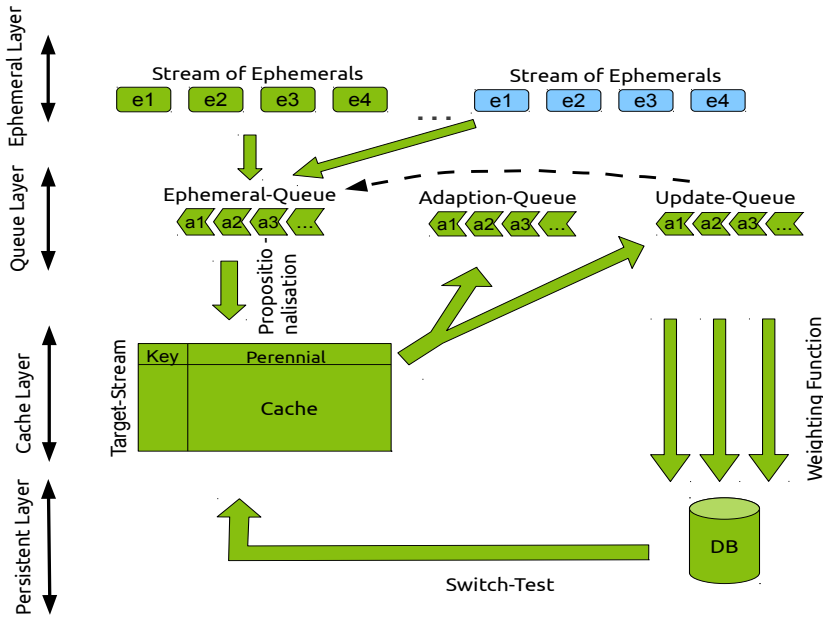 Ephemeral Layer
Stream of Ephemerals
e1 e2 e3 e4
...
Stream of Ephemerals
e1 e2 e3 e4
Queue Layer
Ephemeral-Queue
a1 a2 a3 ...
Adaption-Queue
a1 a2 a3 ...
Update-Queue
a1 a2 a3 ...
Propositio -
nalisation
Cache Layer
Target-Stream
Key Perennial
Cache
Weighting Function
Persistent Layer
DB
Switch-Test